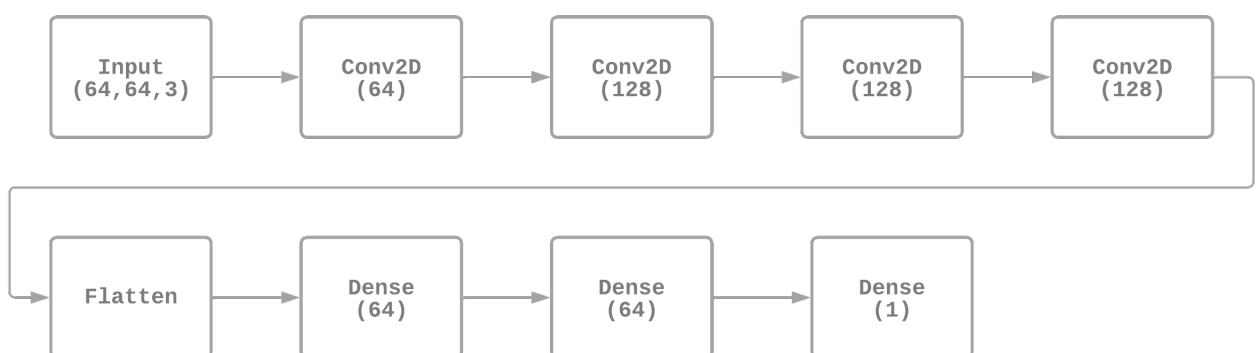 Input
(64,64,3)
Conv2D
(64)
Conv2D
(128)
Conv2D
(128)
Conv2D
(128)
Flatten
Dense
(64)
Dense
(64)
Dense
(1)